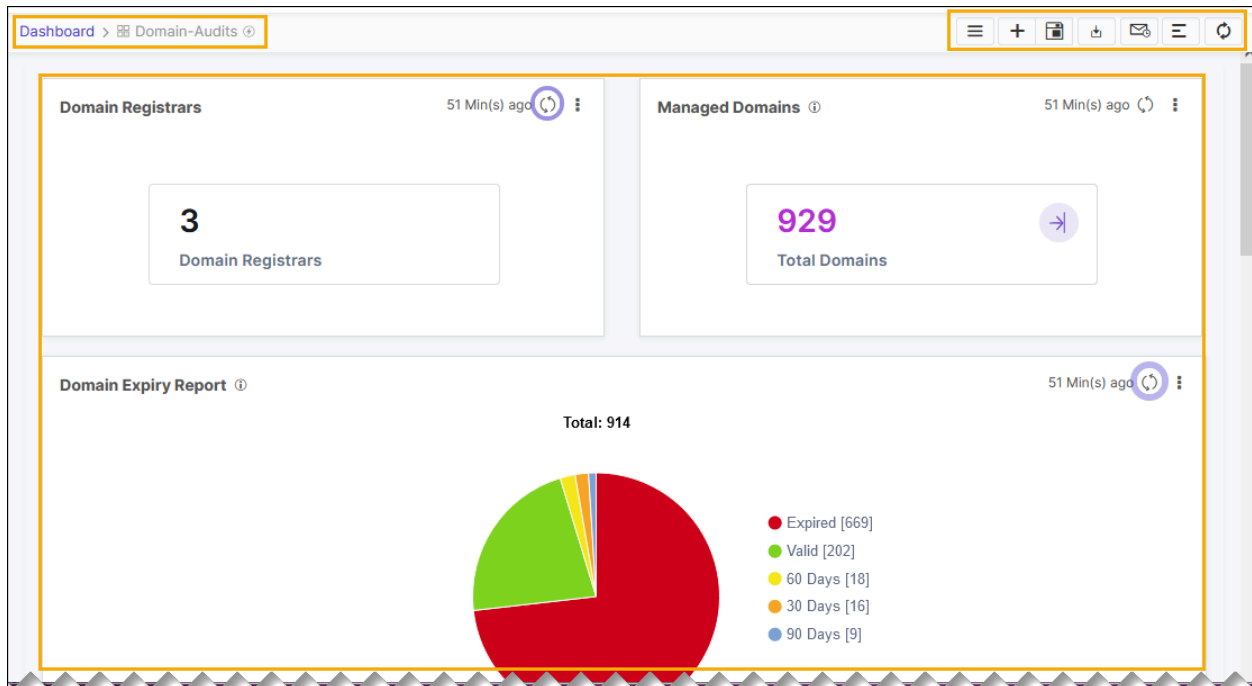 Dashboard > Domain-Audits
Domain Registrars
51 Min(s) ago
3
Domain Registrars
Managed Domains
51 Min(s) ago
929
Total Domains
Domain Expiry Report
51 Min(s) ago
Total: 914
Expired [669]
Valid [202]
60 Days [18]
30 Days [16]
90 Days [9]